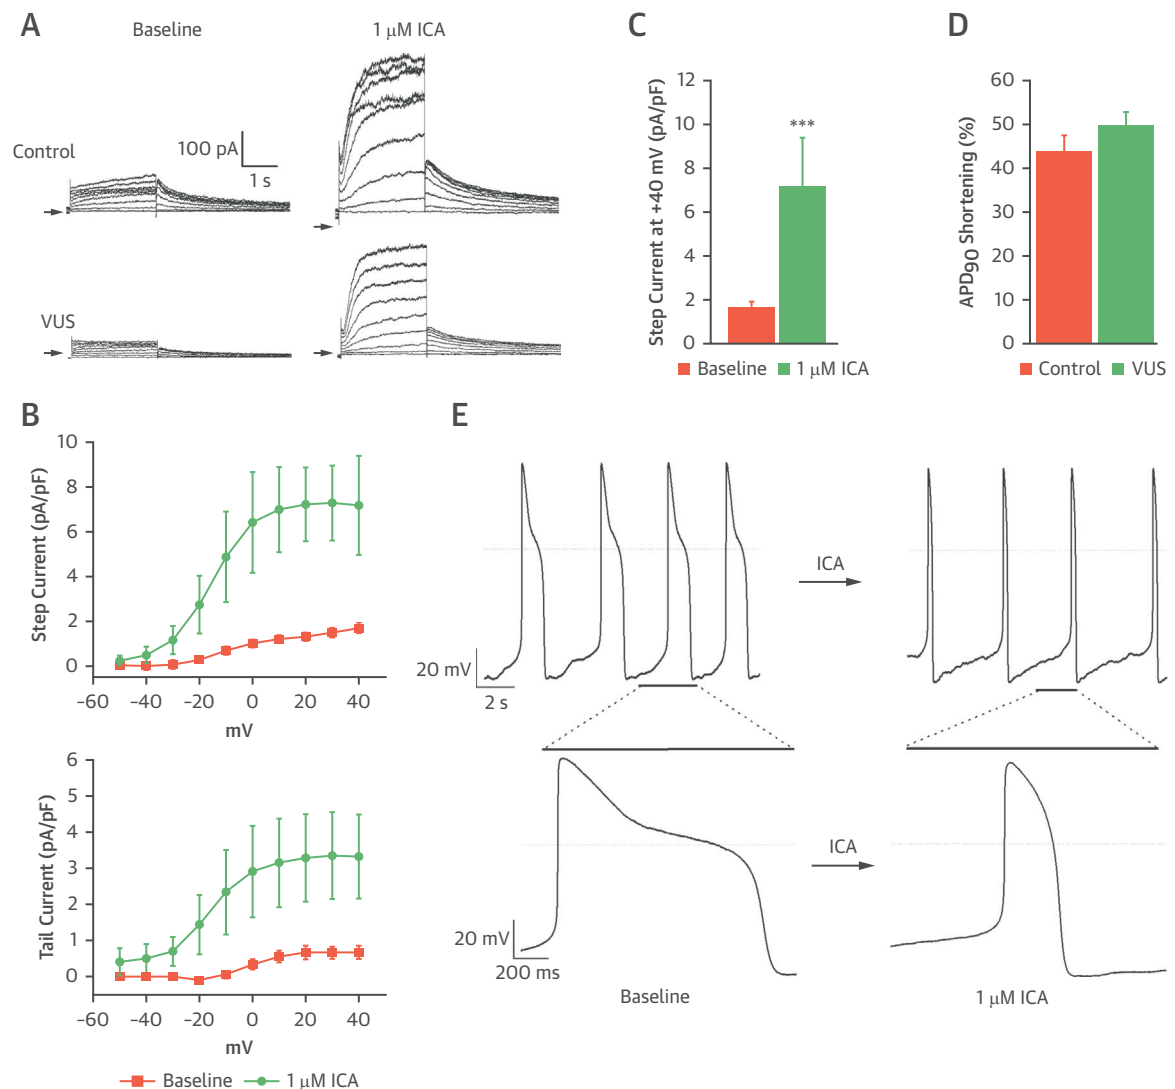 A
Baseline
1 μM ICA
Control
100 pA
1 s
VUS
B
Step Current (pA/pF)
10
8
6
4
2
0
-60
-40
-20
0
20
40
mV
Tail Current (pA/pF)
6
5
4
3
2
1
0
-60
-40
-20
0
20
40
mV
Baseline
1 μM ICA
C
Step Current at +40 mV (pA/pF)
12
10
8
6
4
2
0
***
Baseline
1 μM ICA
D
APD90 Shortening (%)
60
50
40
30
20
10
0
Control
VUS
E
20 mV
2 s
ICA
20 mV
200 ms
ICA
Baseline
1 μM ICA